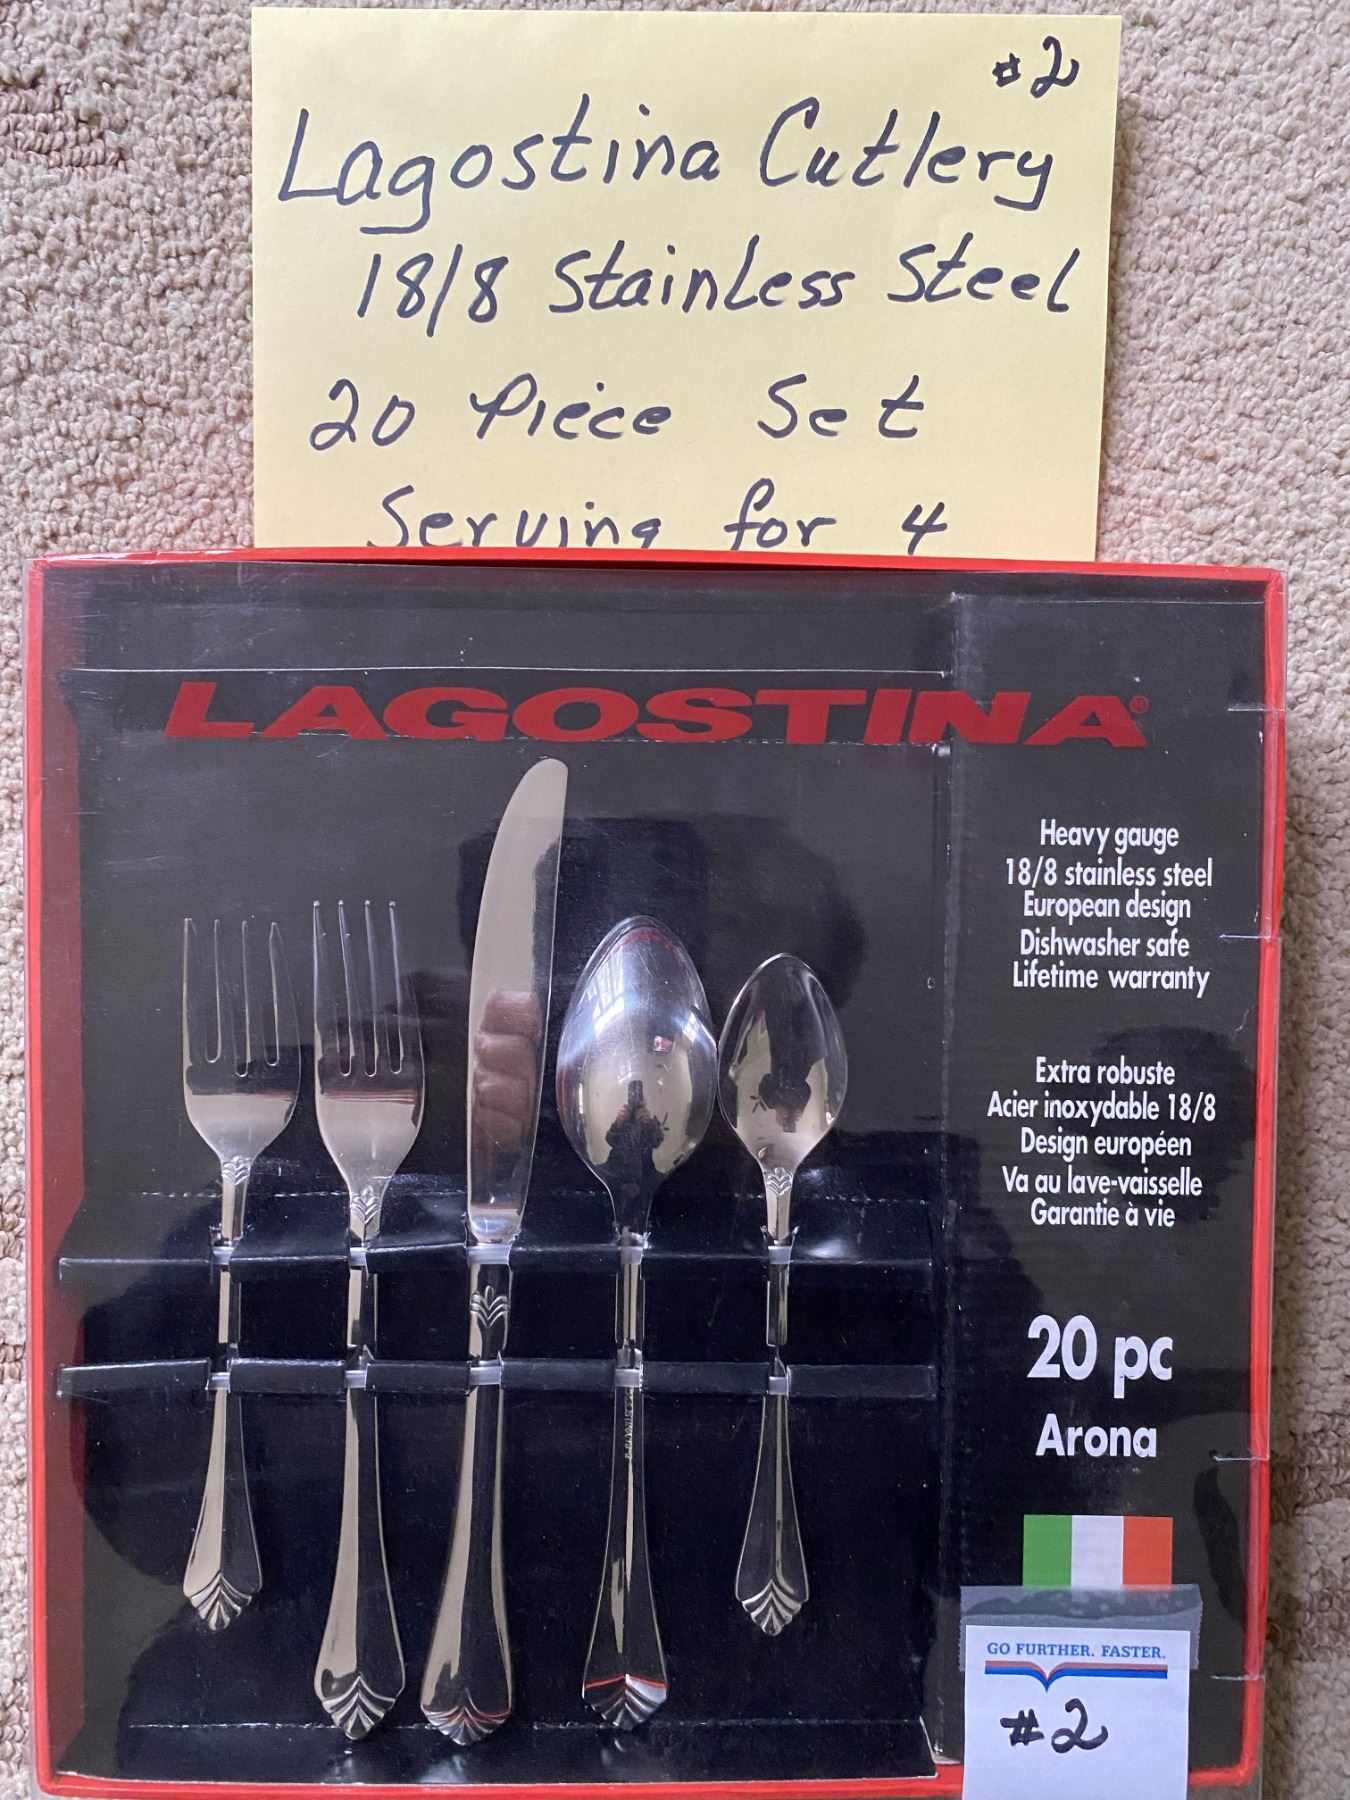 #2
Lagostina Cutlery
18/8 Stainless Steel
20 Piece Set
Serving for 4
LAGOSTINA®
Heavy gauge
18/8 stainless steel
European design
Dishwasher safe
Lifetime warranty
Extra robuste
Acier inoxydable 18/8
Design européen
Va au lave-vaisselle
Garantie à vie
20 pc
Arona
GO FURTHER. FASTER.
#2